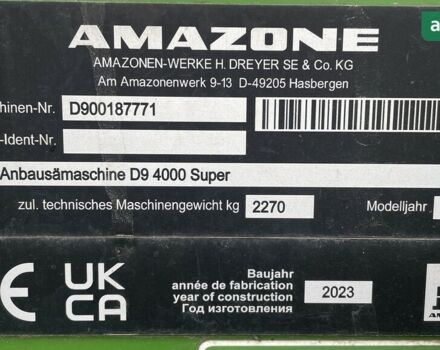 AMAZONE
AMAZONEN-WERKE H. DREYER SE & Co. KG
Am Amazonenwerk 9-13 D-49205 Hasbergen
hinen-Nr. D900187771
-Ident-Nr.
Anbausämaschine D9 4000 Super
zul. technisches Maschinengewicht kg 2270 Modelljahr
CE UKCA
Baujahr
année de fabrication
year of construction 2023
Год изготовления